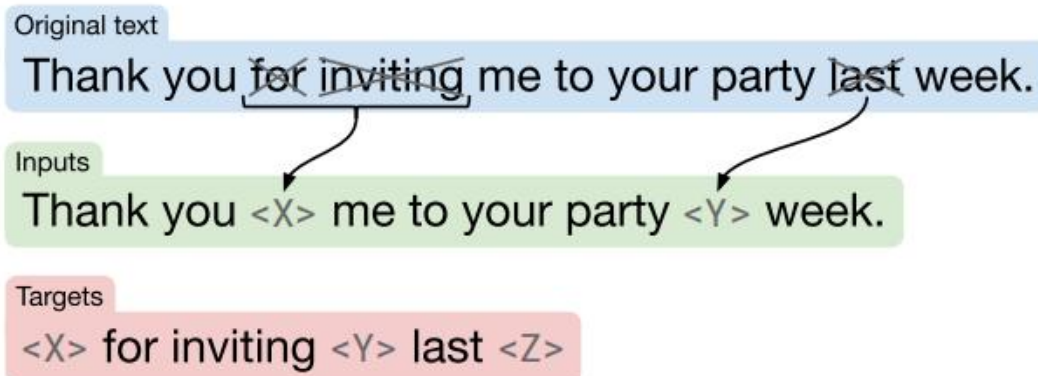 Original text
Thank you for inviting me to your party last week.
Inputs
Thank you <X> me to your party <Y> week.
Targets
<X> for inviting <Y> last <Z>